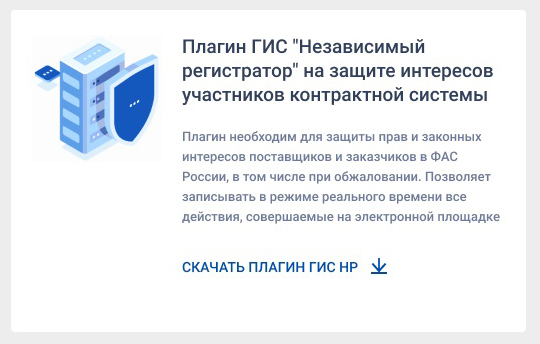 Плагин ГИС "Независимый
регистратор" на защите интересов
участников контрактной системы
Плагин необходим для защиты прав и законных
интересов поставщиков и заказчиков в ФАС
России, в том числе при обжаловании. Позволяет
записывать в режиме реального времени все
действия, совершаемые на электронной площадке
СКАЧАТЬ ПЛАГИН ГИС НР